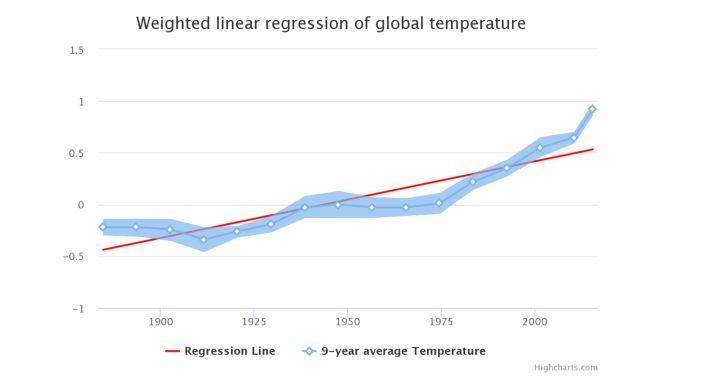 Weighted linear regression of global temperature
1.5
1
0.5
0
−0.5
−1
1900 1925 1950 1975 2000
Regression Line 9-year average Temperature
Highcharts.com